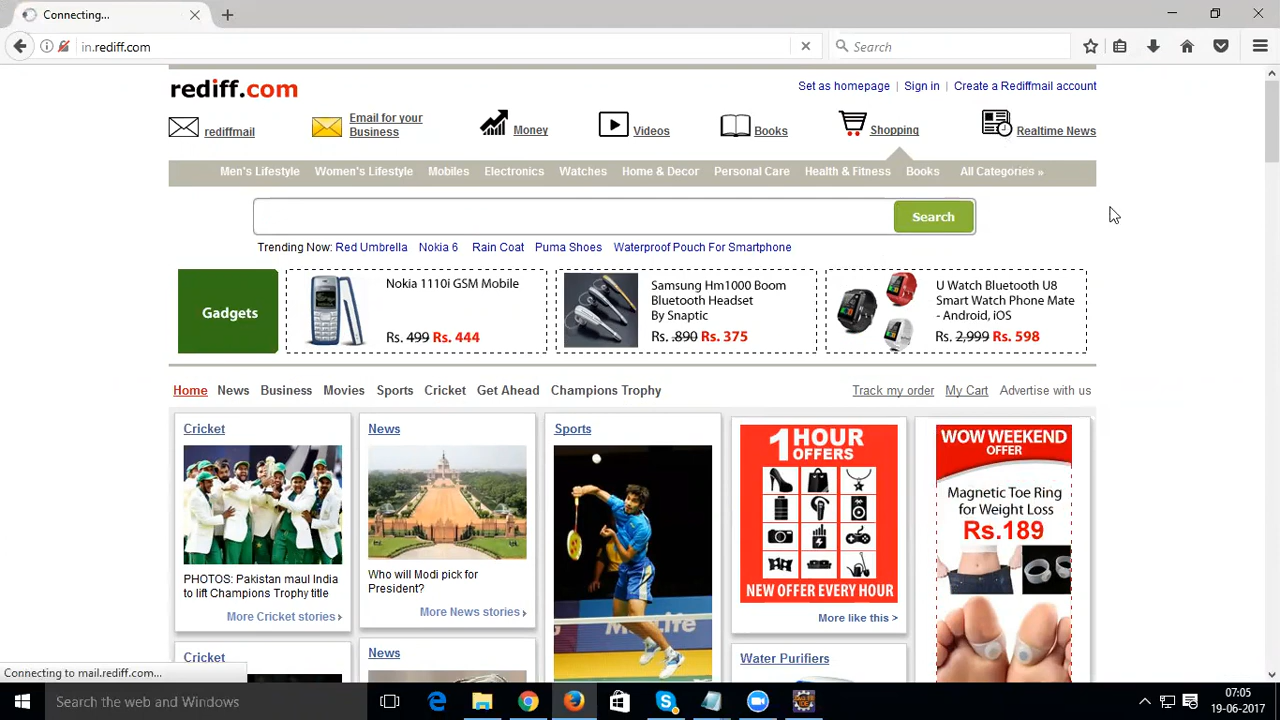 Connecting...
in.rediff.com
Search
rediff.com
Set as homepage | Sign in | Create a Rediffmail account
rediffmail
Email for your
Business
Money
Videos
Books
Shopping
Realtime News
Men's Lifestyle Women's Lifestyle Mobiles Electronics Watches Home & Decor Personal Care Health & Fitness Books All Categories »
Search
Trending Now: Red Umbrella Nokia 6 Rain Coat Puma Shoes Waterproof Pouch For Smartphone
Gadgets
Nokia 1110i GSM Mobile
Rs. 499 Rs. 444
Samsung Hm1000 Boom
Bluetooth Headset
By Snaptic
Rs. 890 Rs. 375
U Watch Bluetooth U8
Smart Watch Phone Mate
- Android, iOS
Rs. 2,999 Rs. 598
Home News Business Movies Sports Cricket Get Ahead Champions Trophy
Track my order My Cart Advertise with us
Cricket
PHOTOS: Pakistan maul India
to lift Champions Trophy title
More Cricket stories ›
Cricket
News
Who will Modi pick for
President?
More News stories ›
News
Sports
1 HOUR
OFFERS
NEW OFFER EVERY HOUR
More like this >
Water Purifiers
WOW WEEKEND
OFFER
Magnetic Toe Ring
for Weight Loss
Rs.189
Connecting to mail.rediff.com...
Search the web and Windows
07:05
19-06-2017